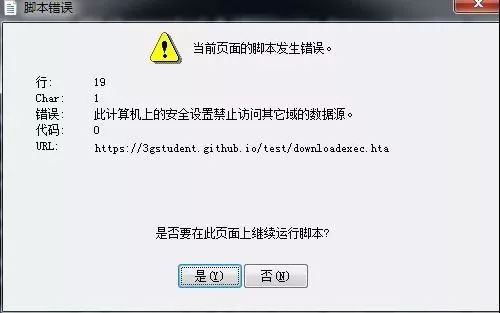 脚本错误
当前页面的脚本发生错误。
行: 19
Char: 1
错误: 此计算机上的安全设置禁止访问其它域的数据源。
代码: 0
URL: https://3gstudent.github.io/test/downloadexec.hta
是否要在此页面上继续运行脚本?
是(Y) 否(N)